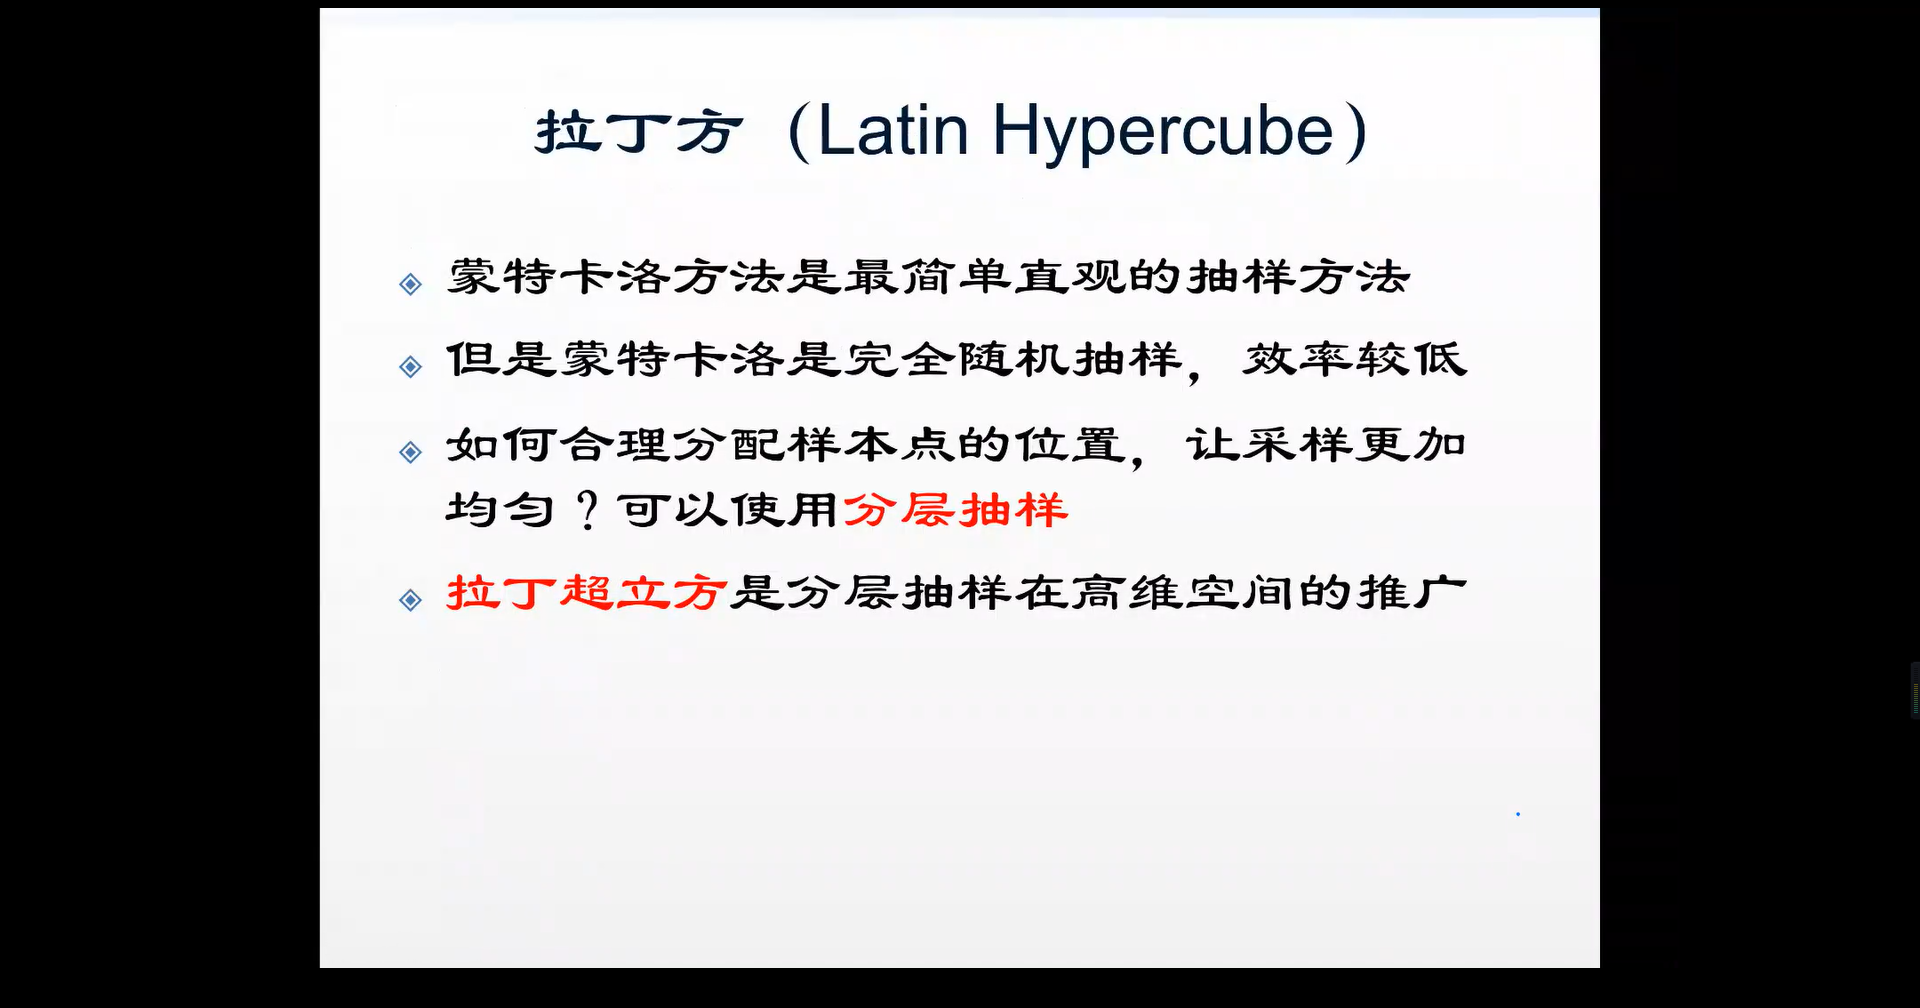 拉丁方（Latin Hypercube）
蒙特卡洛方法是最简单直观的抽样方法
但是蒙特卡洛是完全随机抽样，效率较低
如何合理分配样本点的位置，让采样更加
均匀？可以使用分层抽样
拉丁超立方是分层抽样在高维空间的推广